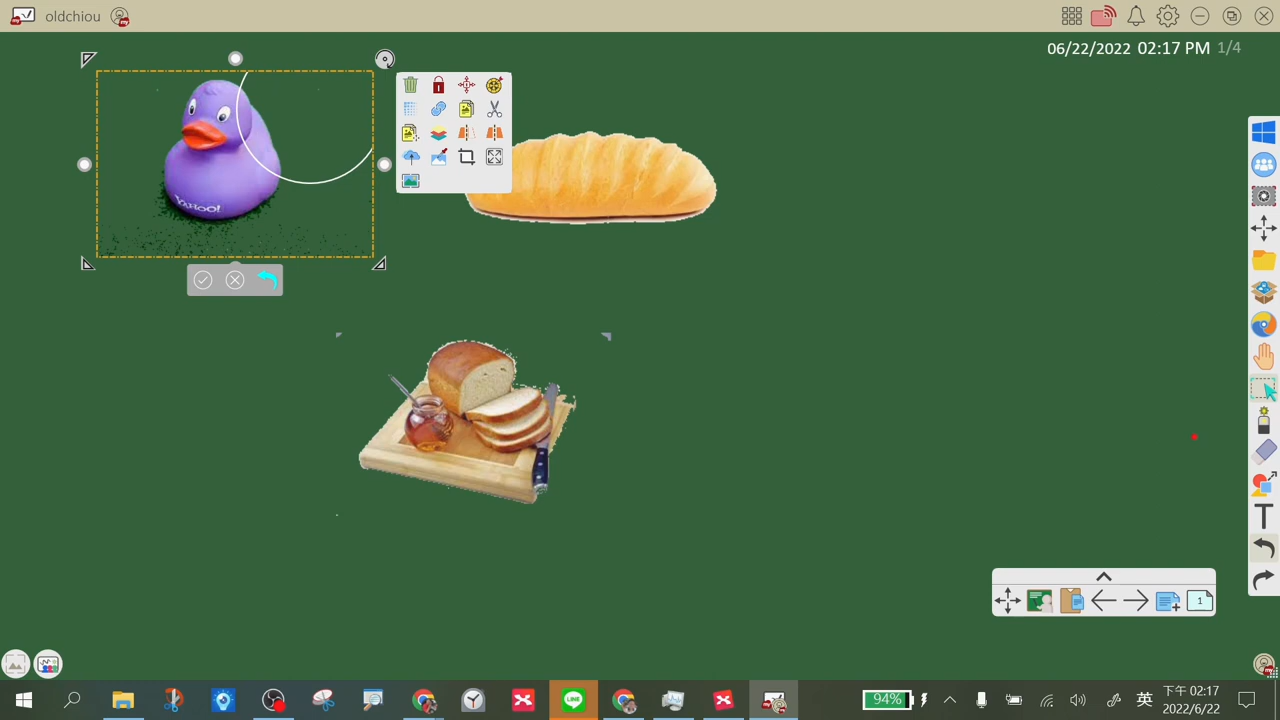 oldchiou
06/22/2022 02:17 PM 1/4
YAHOO!
1
94%
英
下午 02:17
2022/6/22
LINE